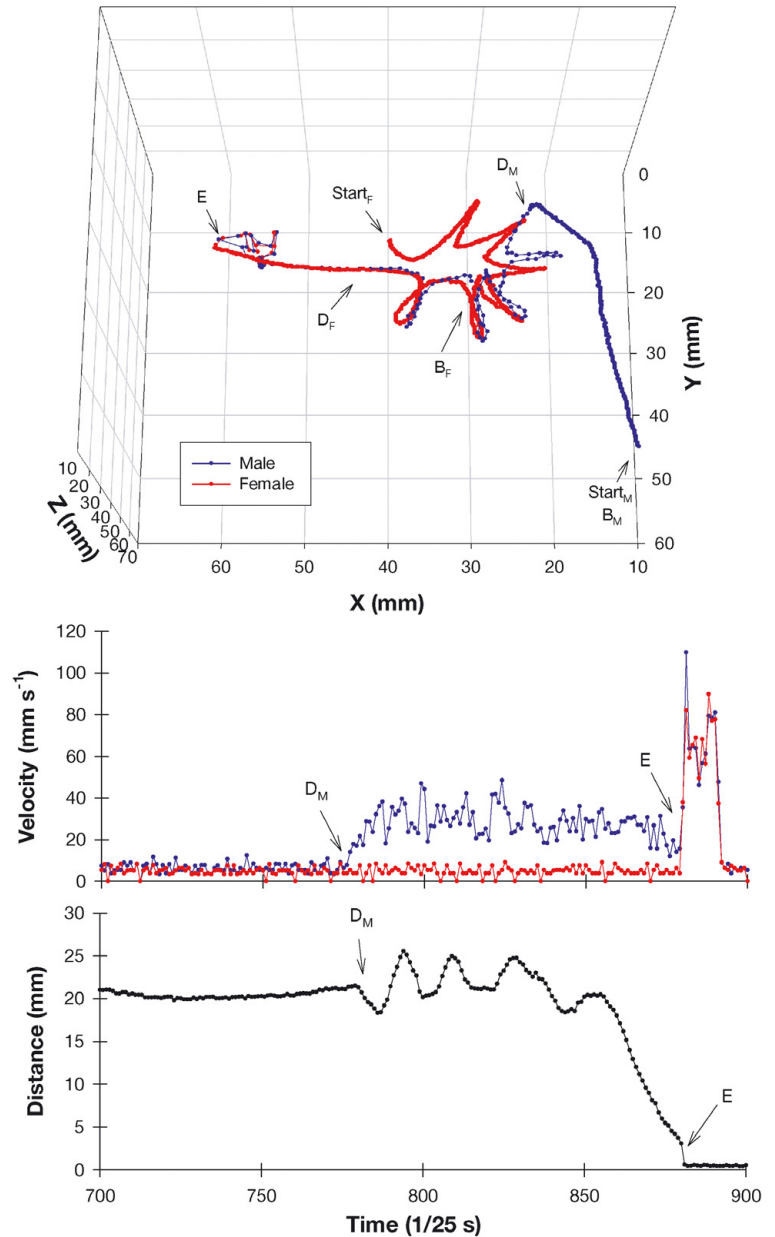 D_M
0
E
Start_F
10
20
D_F
B_F
30
Y (mm)
40
10
20
30
40
50
60
70
Z (mm)
Male
Female
Start_M
B_M
50
60
60
50
40
30
20
10
X (mm)
120
100
80
60
40
20
0
Velocity (mm s⁻¹)
D_M
E
30
25
20
15
10
5
0
Distance (mm)
D_M
E
700
750
800
850
900
Time (1/25 s)